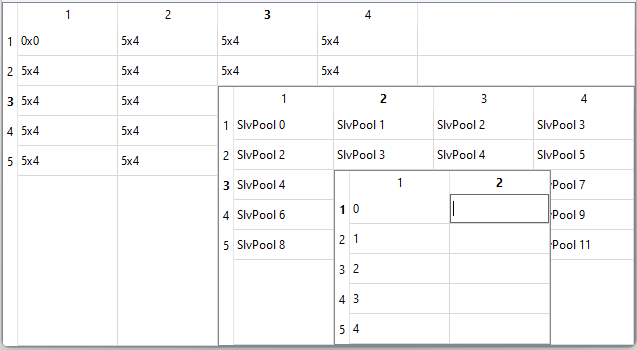 1 2 3 4
1 0x0 5x4 5x4 5x4
2 5x4 5x4 5x4 5x4
3 5x4 5x4
4 5x4 5x4
5 5x4 5x4
1 2 3 4
1 SlvPool 0 SlvPool 1 SlvPool 2 SlvPool 3
2 SlvPool 2 SlvPool 3 SlvPool 4 SlvPool 5
3 SlvPool 4 7
4 SlvPool 6 9
5 SlvPool 8 11
1 2
1 0
2 1
3 2
4 3
5 4